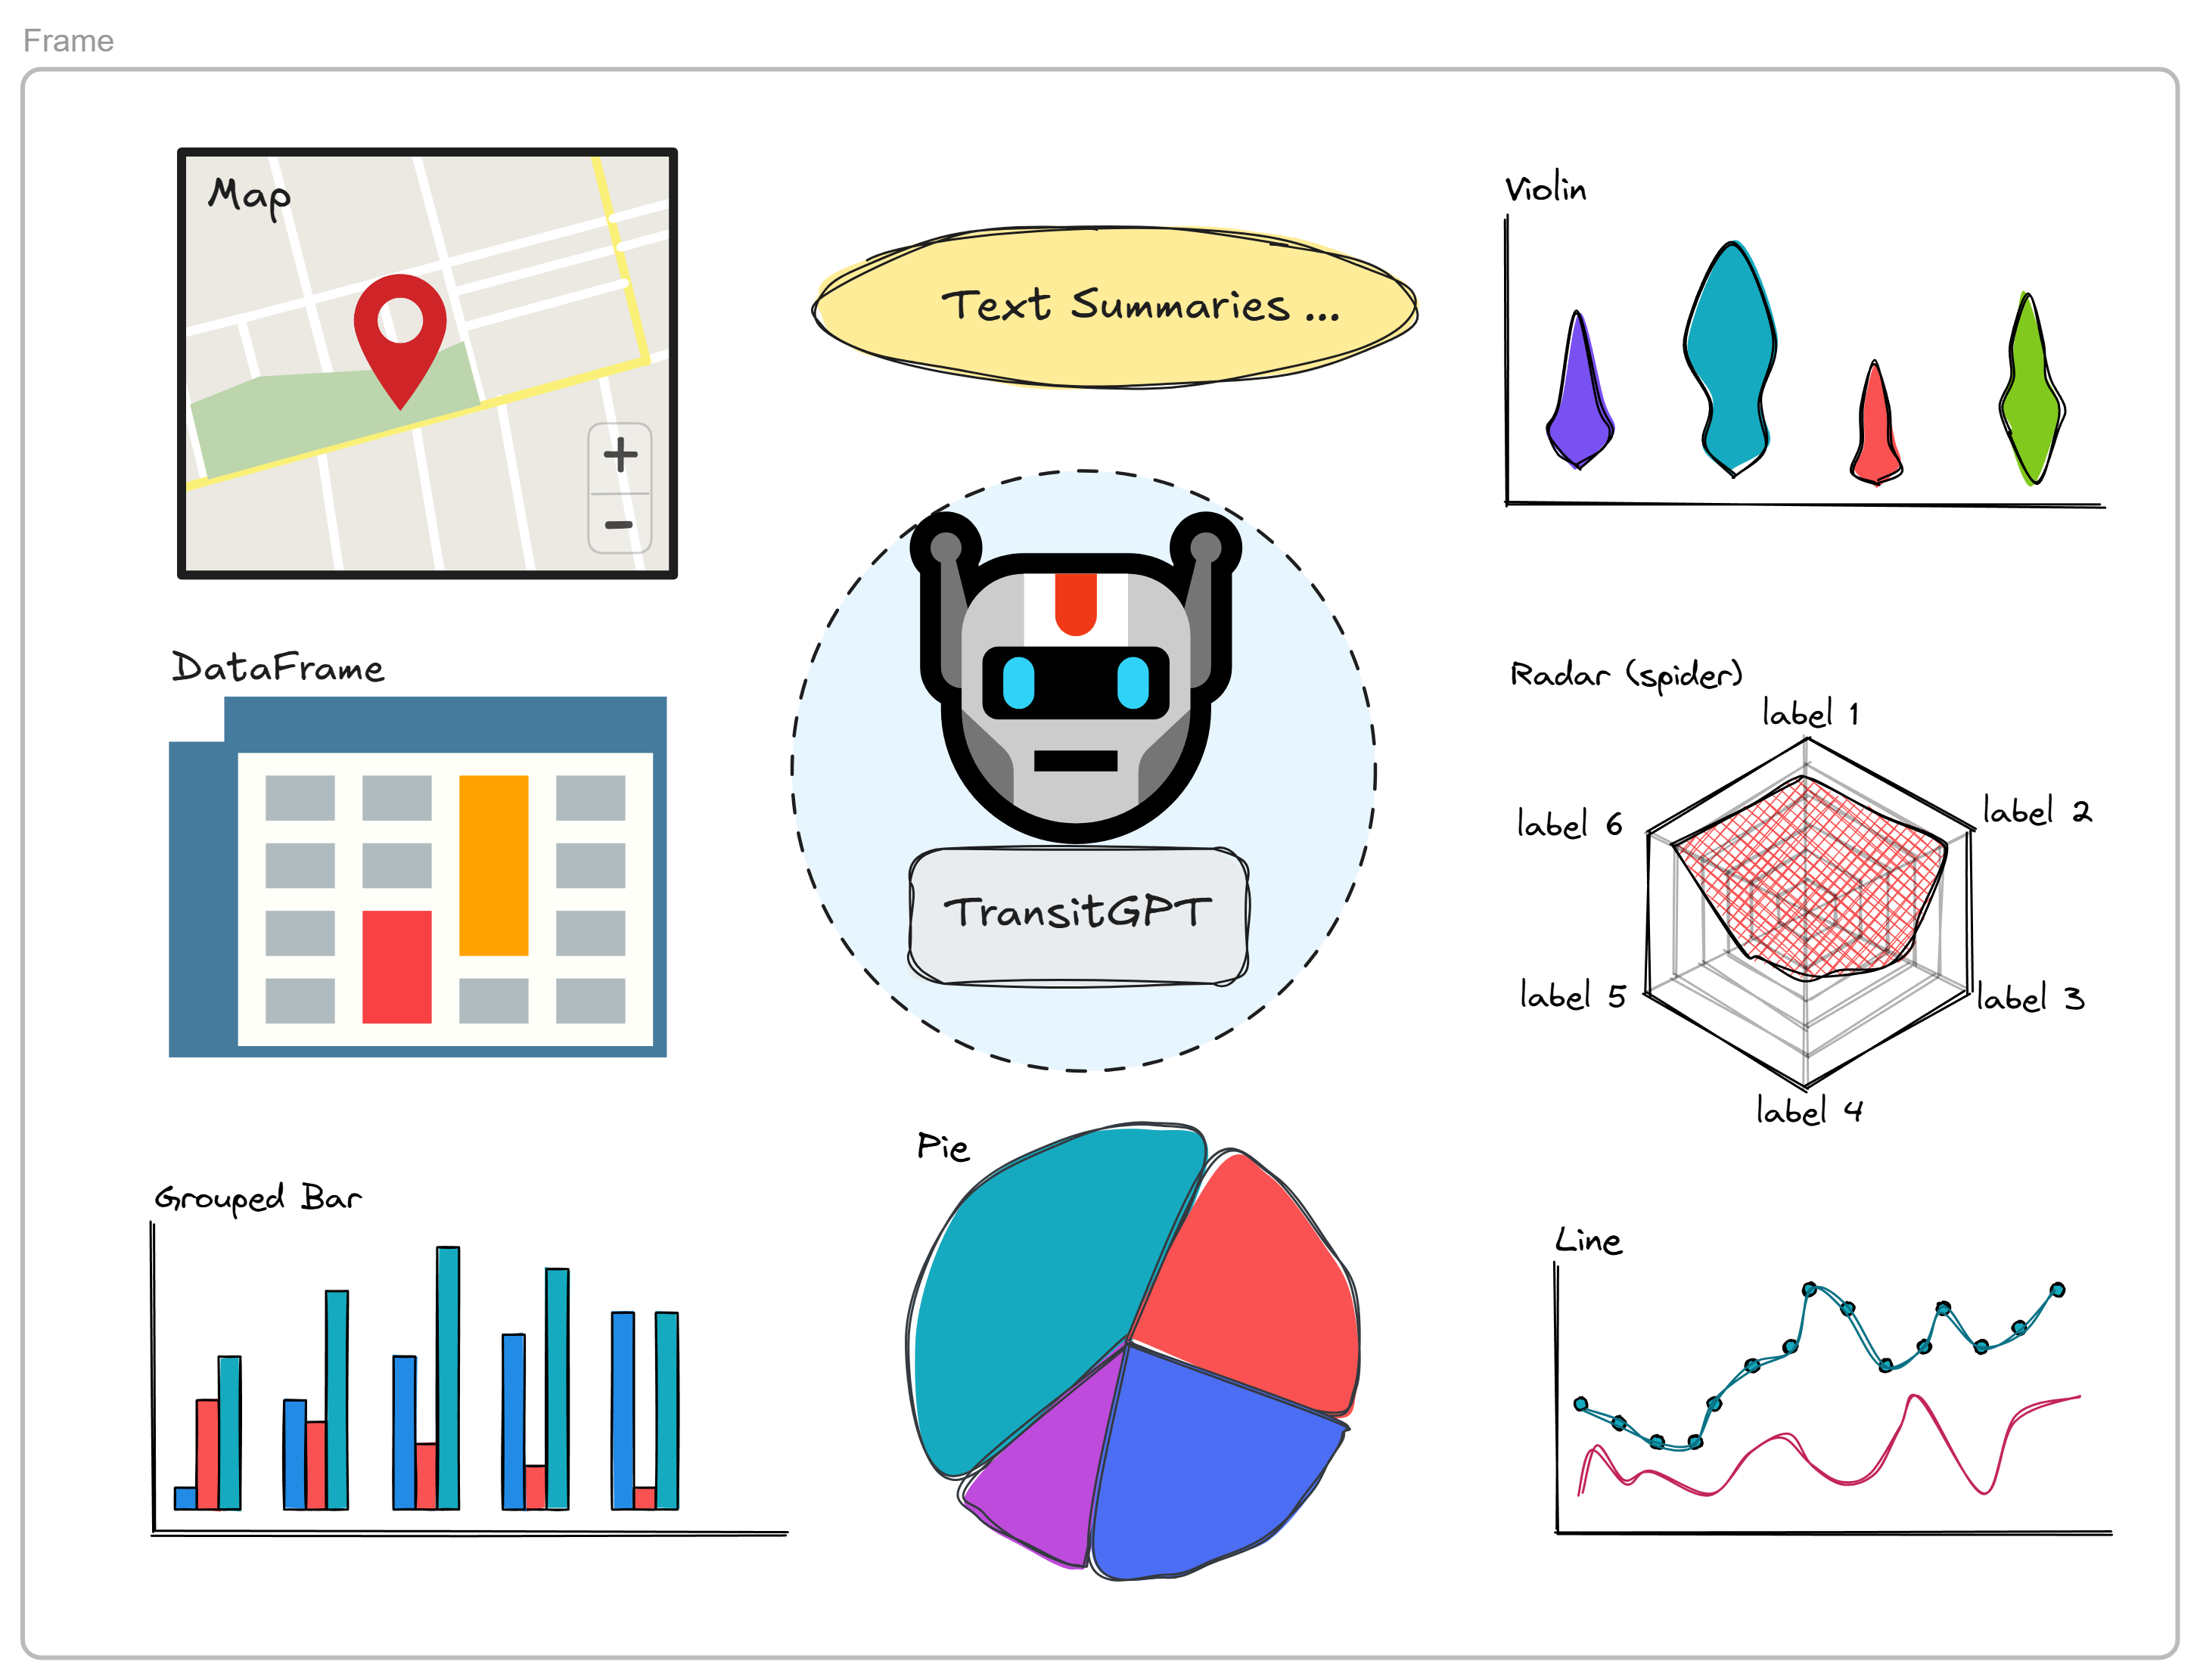 Frame
Map
Text Summaries ...
Violin
DataFrame
TransitGPT
Radar (spider)
label 1
label 2
label 6
label 5
label 3
label 4
Pie
Grouped Bar
Line